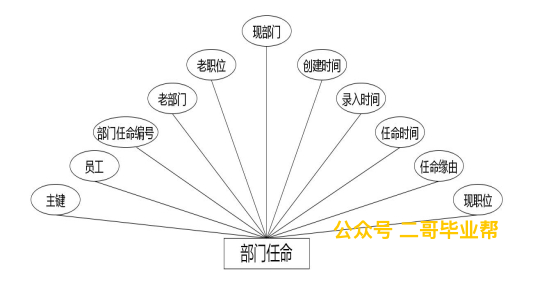 现部门
老职位
创建时间
老部门
录入时间
部门任命编号
任命时间
员工
任命缘由
主键
现职位
公众号 二哥毕业帮
部门任命